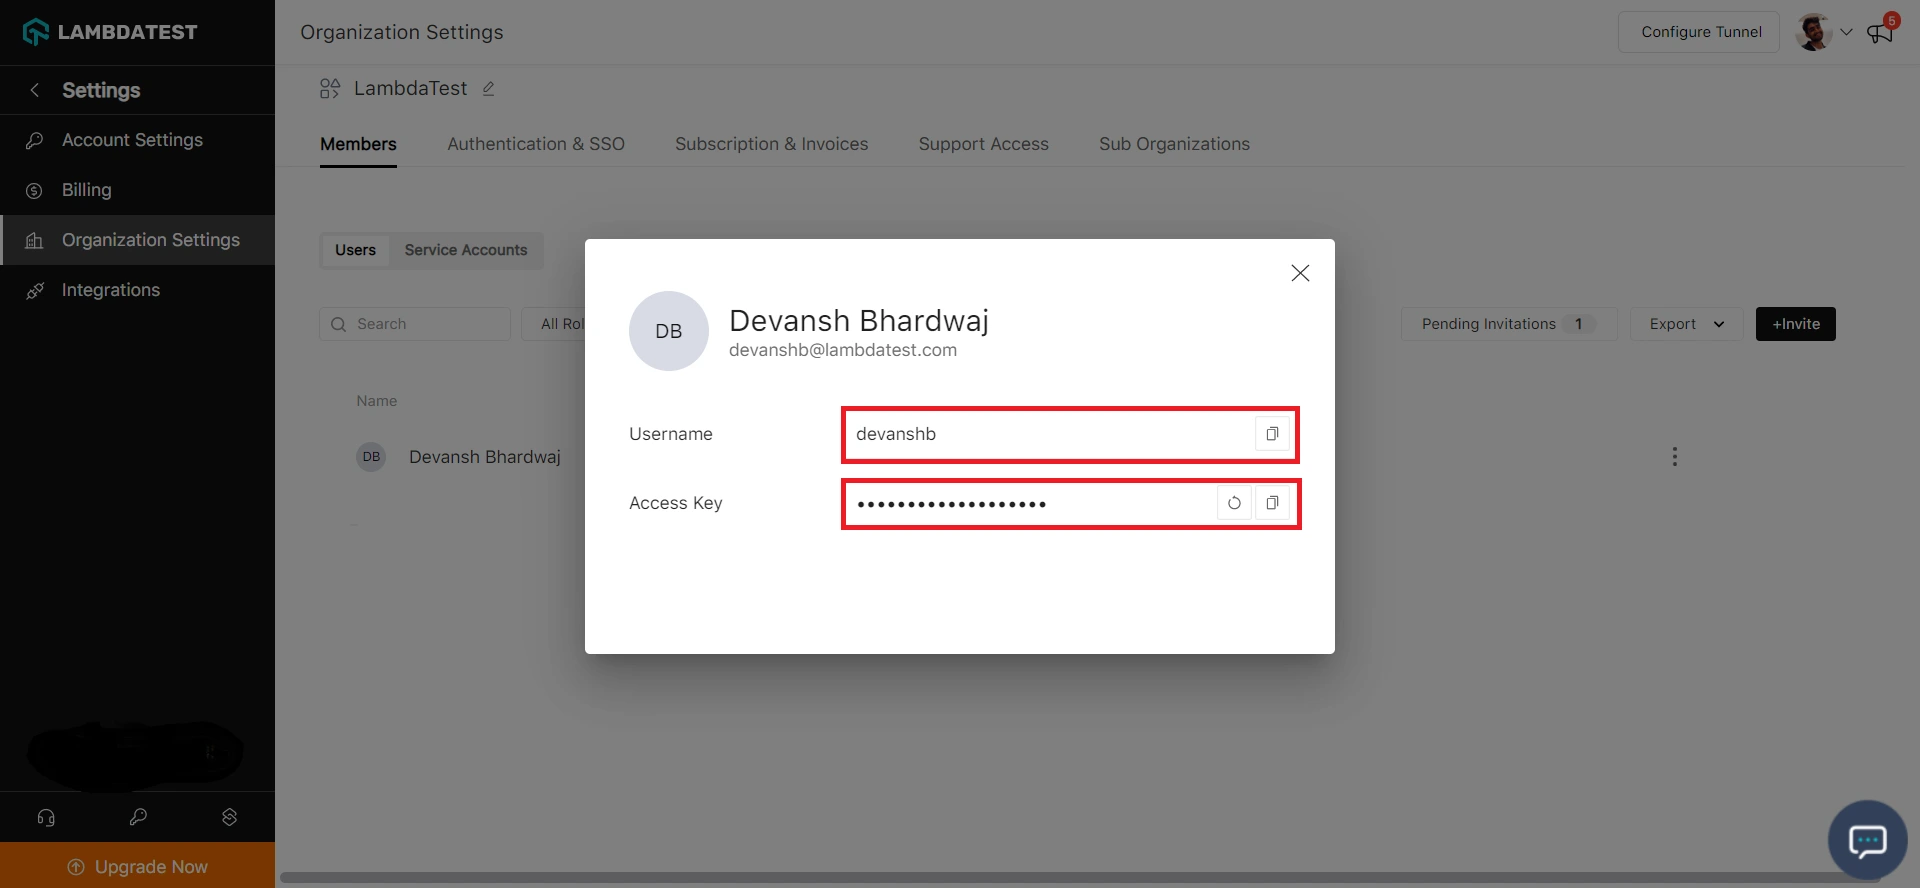 LAMBDATEST
Settings
Account Settings
Billing
Organization Settings
Integrations
Upgrade Now
Organization Settings
Configure Tunnel
5
LambdaTest
Members
Authentication & SSO
Subscription & Invoices
Support Access
Sub Organizations
Users
Service Accounts
Search
All Rol
Pending Invitations 1
Export
+Invite
Name
DB
Devansh Bhardwaj
DB
Devansh Bhardwaj
devanshb@lambdatest.com
Username
devanshb
Access Key
•••••••••••••••••••